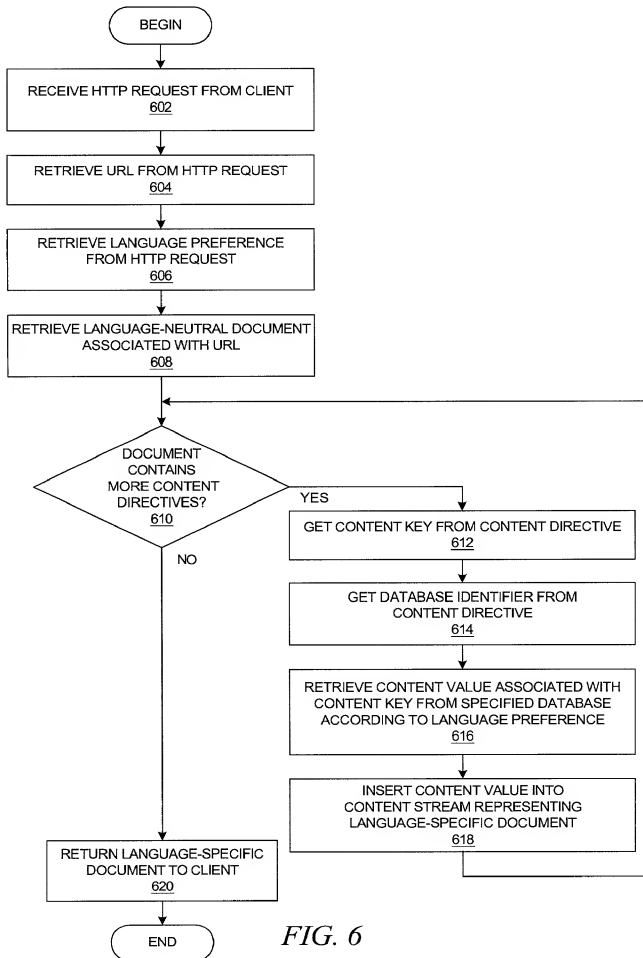 BEGIN
RECEIVE HTTP REQUEST FROM CLIENT
602
RETRIEVE URL FROM HTTP REQUEST
604
RETRIEVE LANGUAGE PREFERENCE
FROM HTTP REQUEST
606
RETRIEVE LANGUAGE-NEUTRAL DOCUMENT
ASSOCIATED WITH URL
608
DOCUMENT
CONTAINS
MORE CONTENT
DIRECTIVES?
610
YES
NO
GET CONTENT KEY FROM CONTENT DIRECTIVE
612
GET DATABASE IDENTIFIER FROM
CONTENT DIRECTIVE
614
RETRIEVE CONTENT VALUE ASSOCIATED WITH
CONTENT KEY FROM SPECIFIED DATABASE
ACCORDING TO LANGUAGE PREFERENCE
616
INSERT CONTENT VALUE INTO
CONTENT STREAM REPRESENTING
LANGUAGE-SPECIFIC DOCUMENT
618
RETURN LANGUAGE-SPECIFIC
DOCUMENT TO CLIENT
620
END
FIG. 6